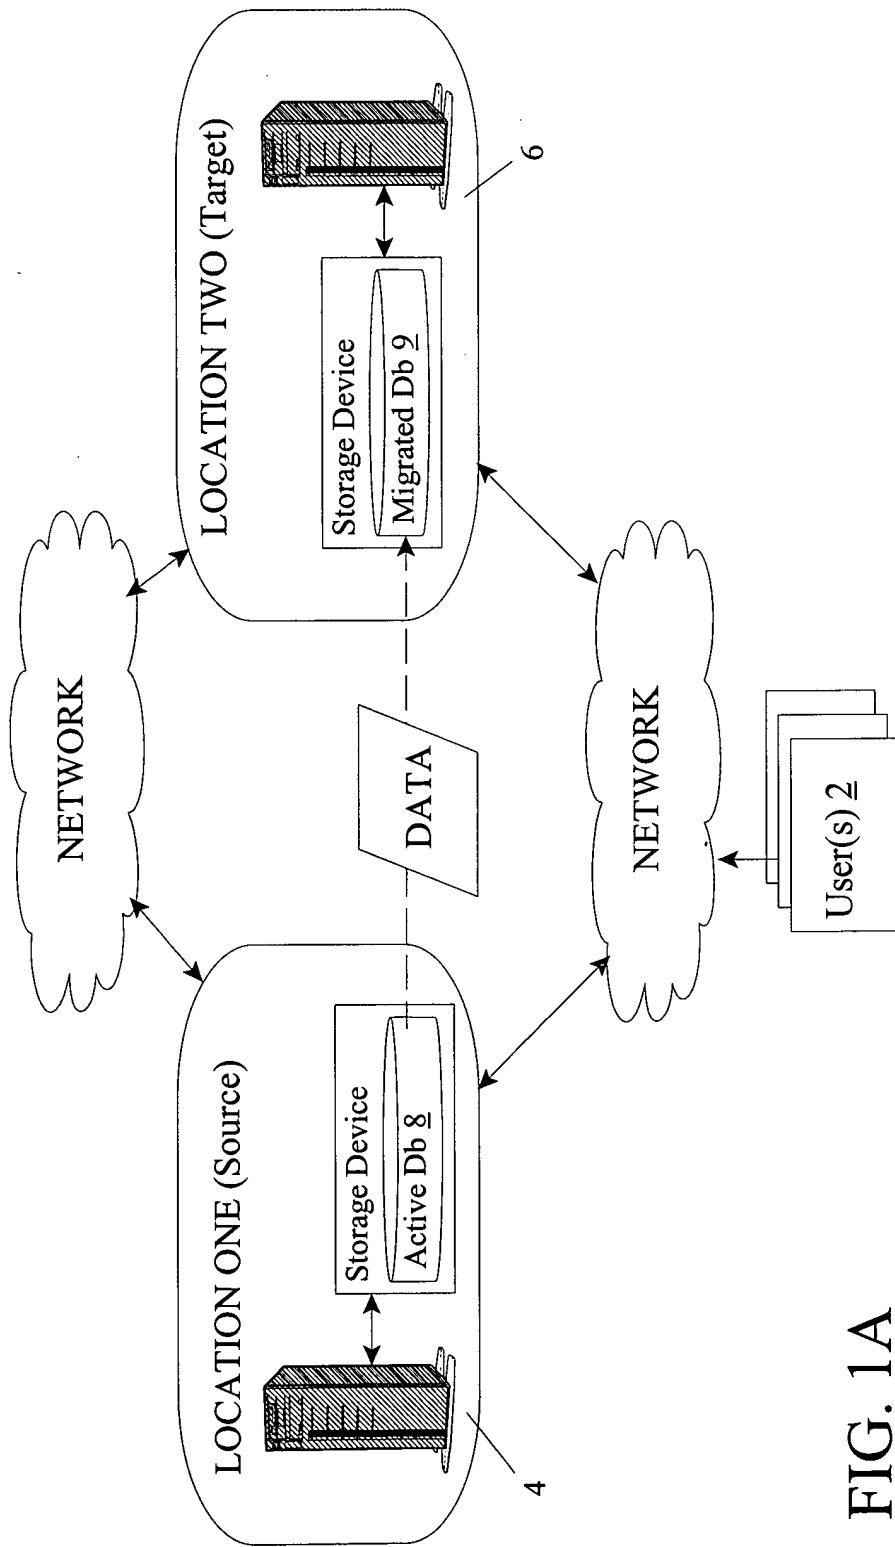 NETWORK
LOCATION ONE (Source)
LOCATION TWO (Target)
Storage Device
Active Db 8
DATA
Storage Device
Migrated Db 9
4
6
NETWORK
User(s) 2
FIG. 1A